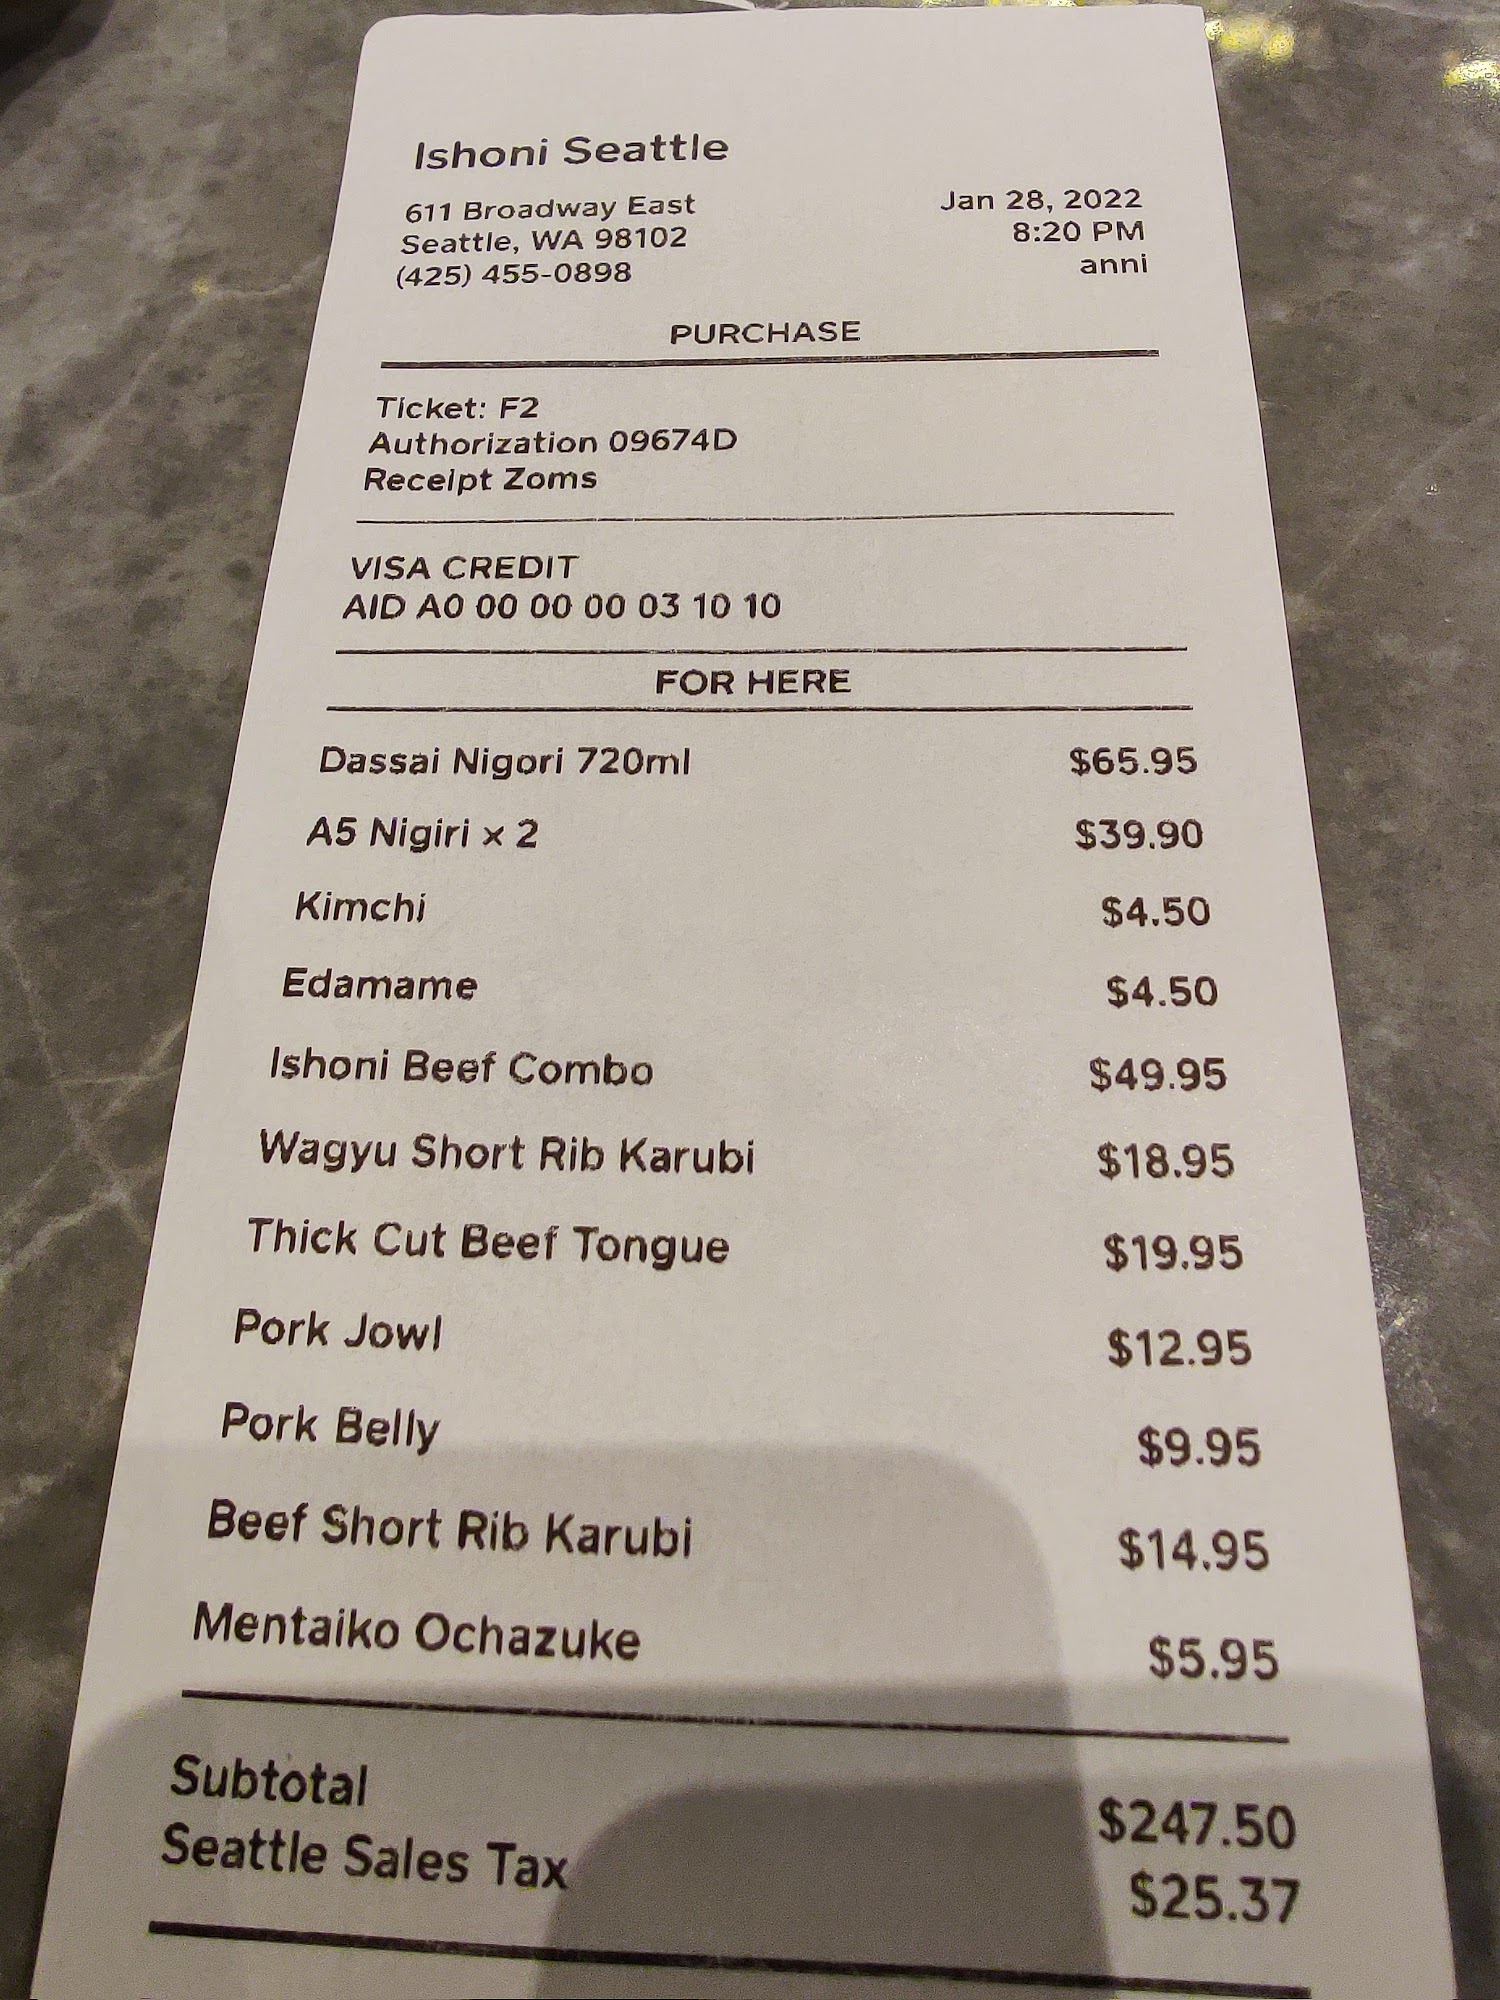 Ishoni Seattle
611 Broadway East
Seattle, WA 98102
(425) 455-0898
Jan 28, 2022
8:20 PM
anni
PURCHASE
Ticket: F2
Authorization 09674D
Receipt Zoms
VISA CREDIT
AID A0 00 00 00 03 10 10
FOR HERE
Dassai Nigori 720ml $65.95
A5 Nigiri x 2 $39.90
Kimchi $4.50
Edamame $4.50
Ishoni Beef Combo $49.95
Wagyu Short Rib Karubi $18.95
Thick Cut Beef Tongue $19.95
Pork Jowl $12.95
Pork Belly $9.95
Beef Short Rib Karubi $14.95
Mentaiko Ochazuke $5.95
Subtotal $247.50
Seattle Sales Tax $25.37